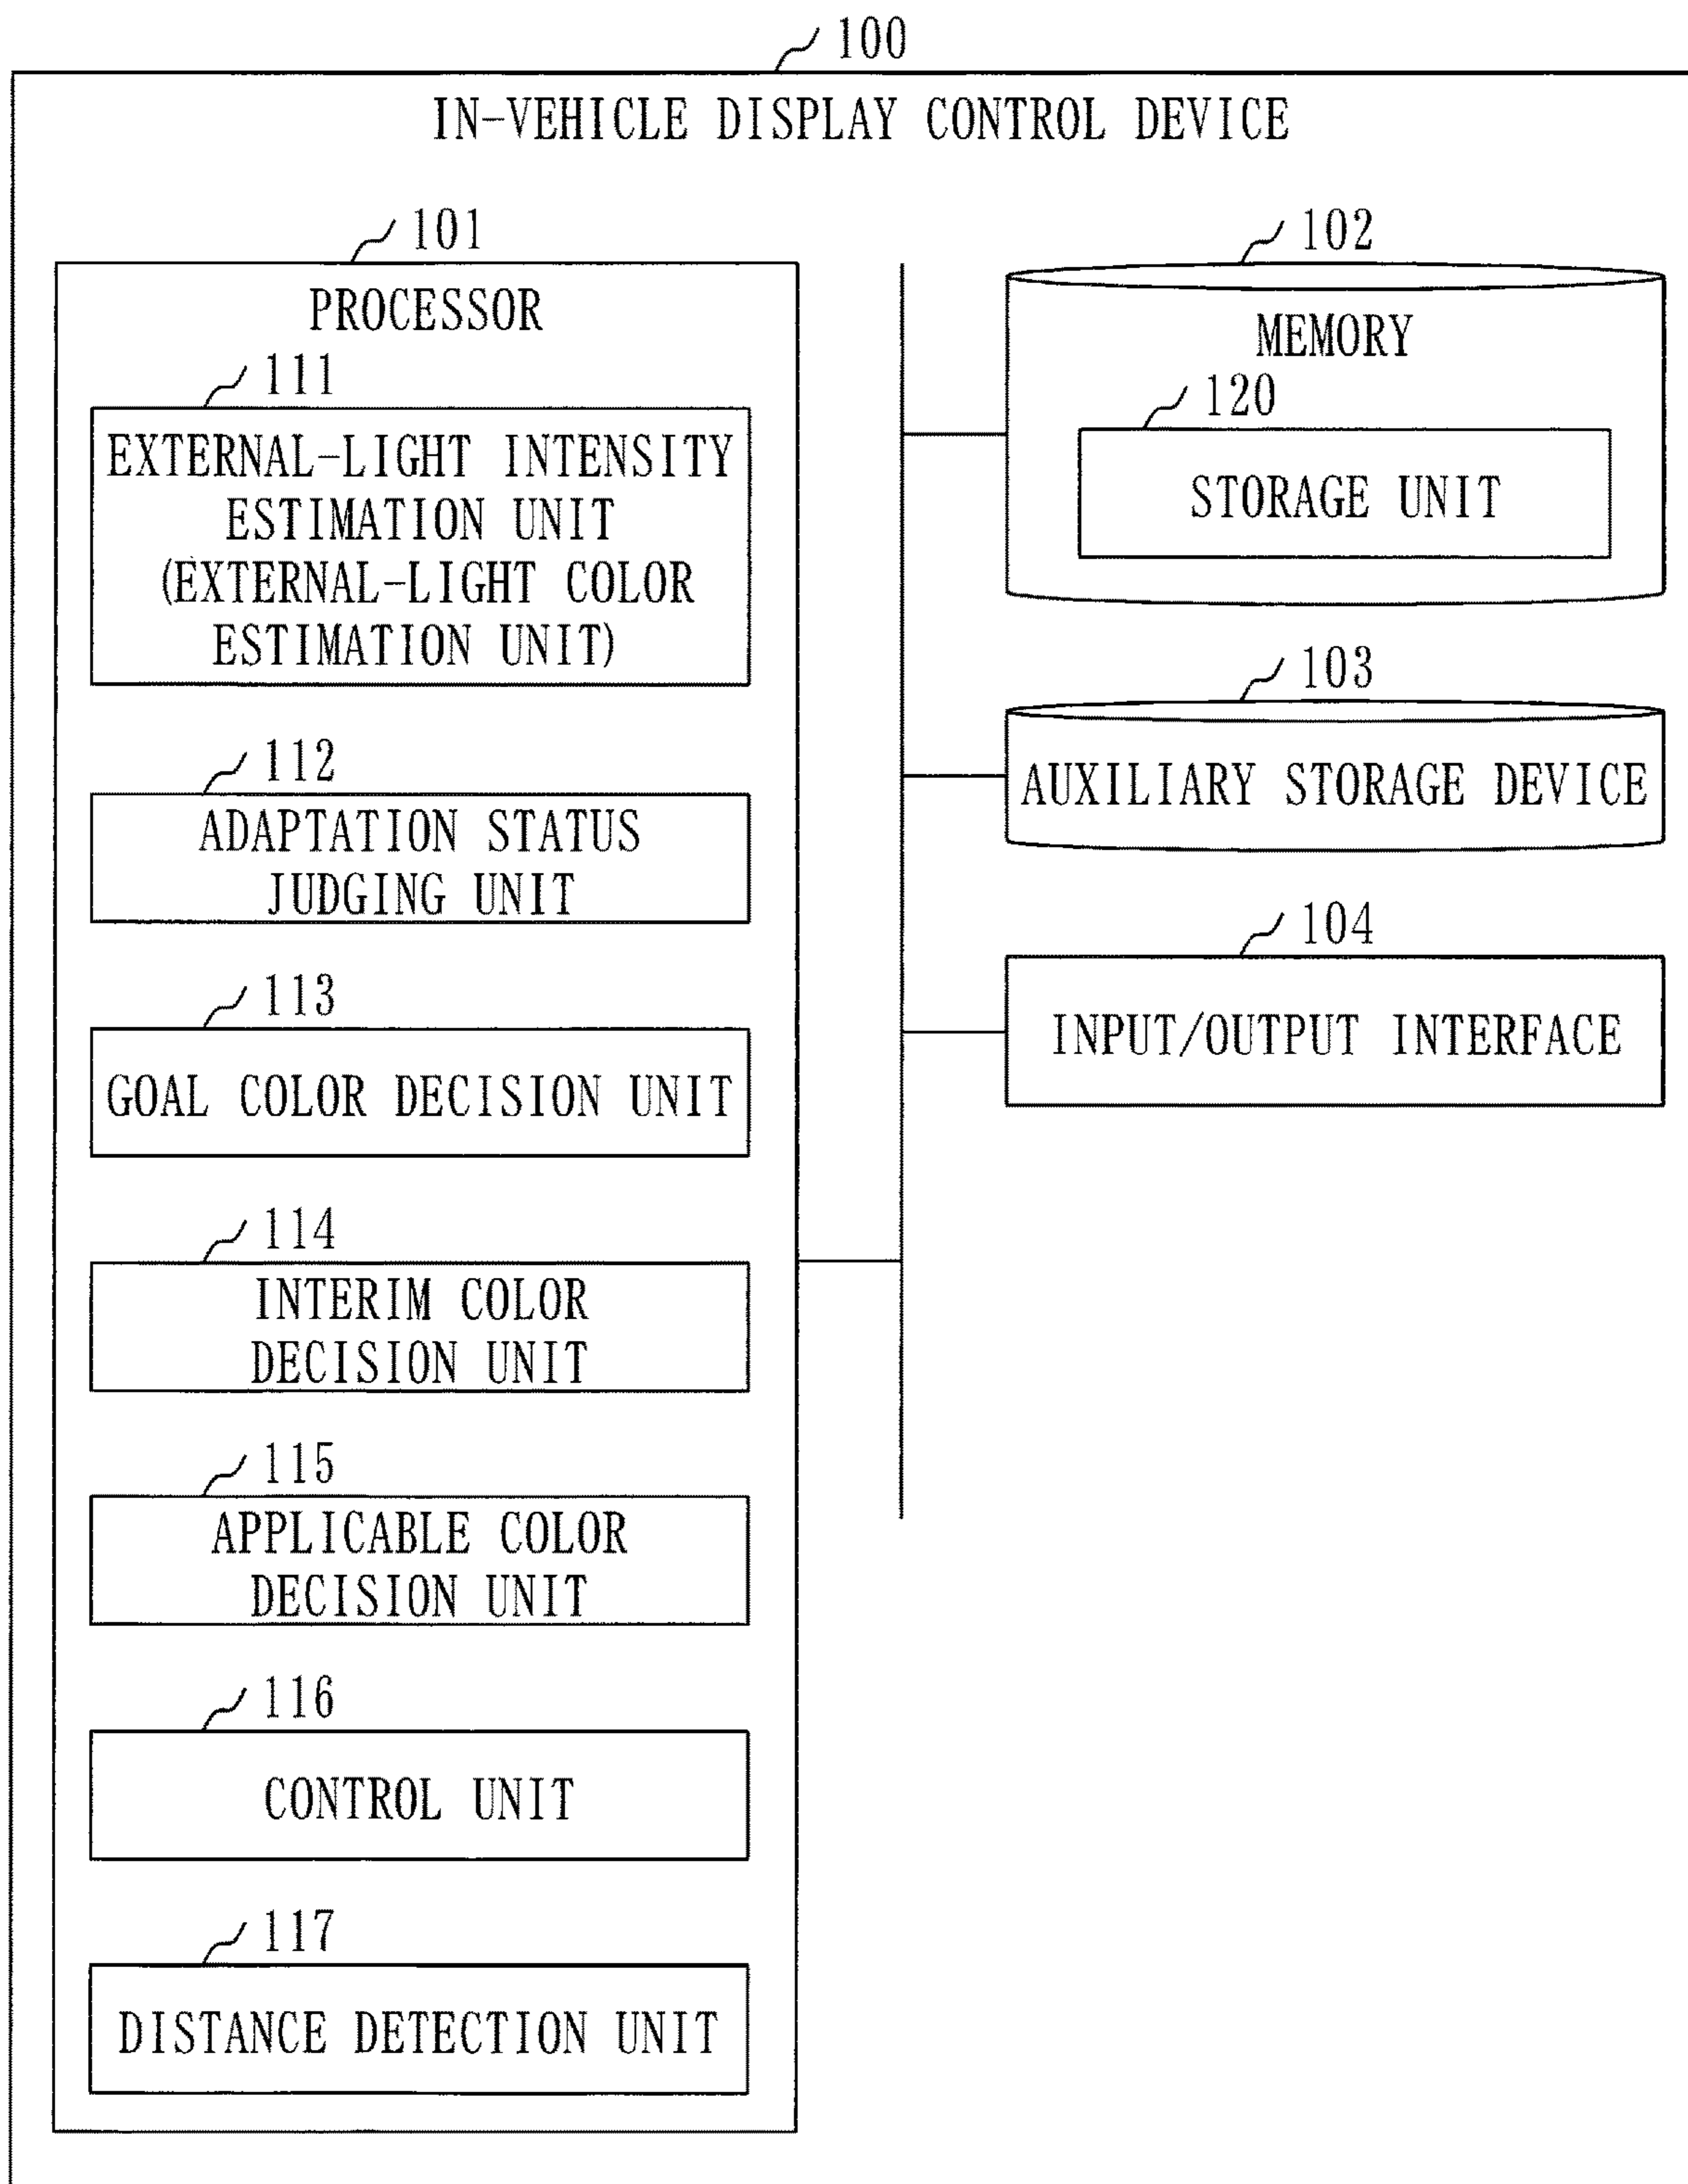 100
IN-VEHICLE DISPLAY CONTROL DEVICE
101
PROCESSOR
111
EXTERNAL-LIGHT INTENSITY
ESTIMATION UNIT
(EXTERNAL-LIGHT COLOR
ESTIMATION UNIT)
112
ADAPTATION STATUS
JUDGING UNIT
113
GOAL COLOR DECISION UNIT
114
INTERIM COLOR
DECISION UNIT
115
APPLICABLE COLOR
DECISION UNIT
116
CONTROL UNIT
117
DISTANCE DETECTION UNIT
102
MEMORY
120
STORAGE UNIT
103
AUXILIARY STORAGE DEVICE
104
INPUT/OUTPUT INTERFACE